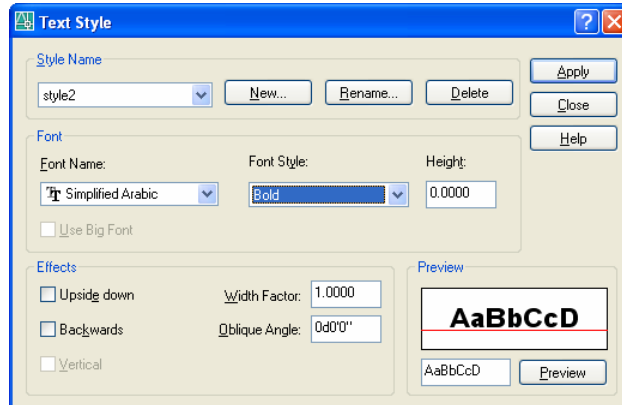 Text Style
Style Name
style2 New... Rename... Delete
Apply
Close
Help
Font
Font Name: Font Style: Height:
Simplified Arabic Bold 0.0000
Use Big Font
Effects
Upside down Width Factor: 1.0000
Backwards Oblique Angle: 0d0'0"
Vertical
Preview
AaBbCcD
AaBbCcD Preview